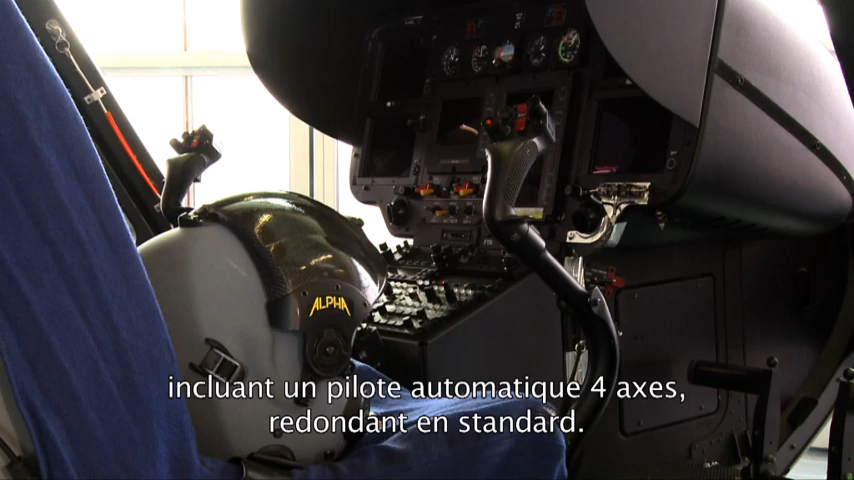 ALPHA
incluant un pilote automatique 4 axes,
redondant en standard.